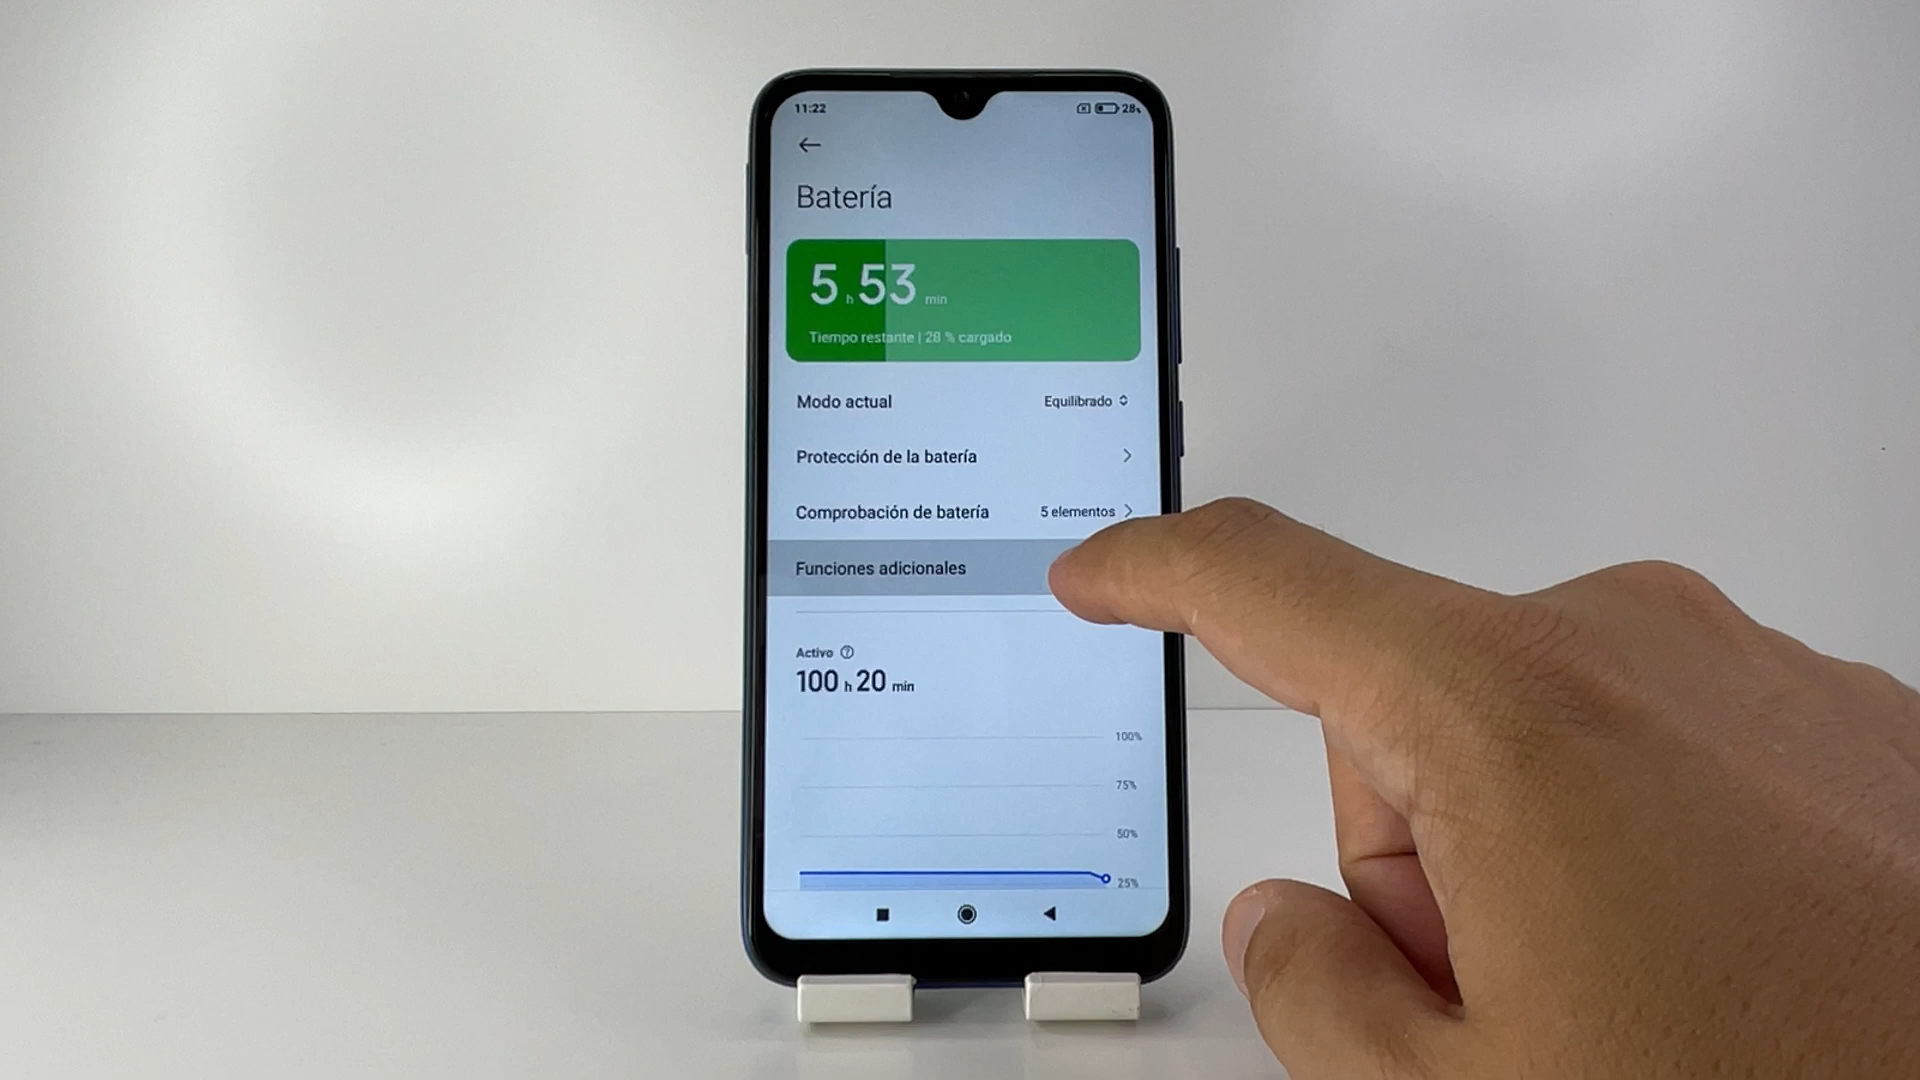 11:22
28%
Batería
5 h 53 min
Tiempo restante | 28 % cargado
Modo actual
Equilibrado
Protección de la batería
Comprobación de batería
5 elementos
Funciones adicionales
Activo
100 h 20 min
100%
75%
50%
25%